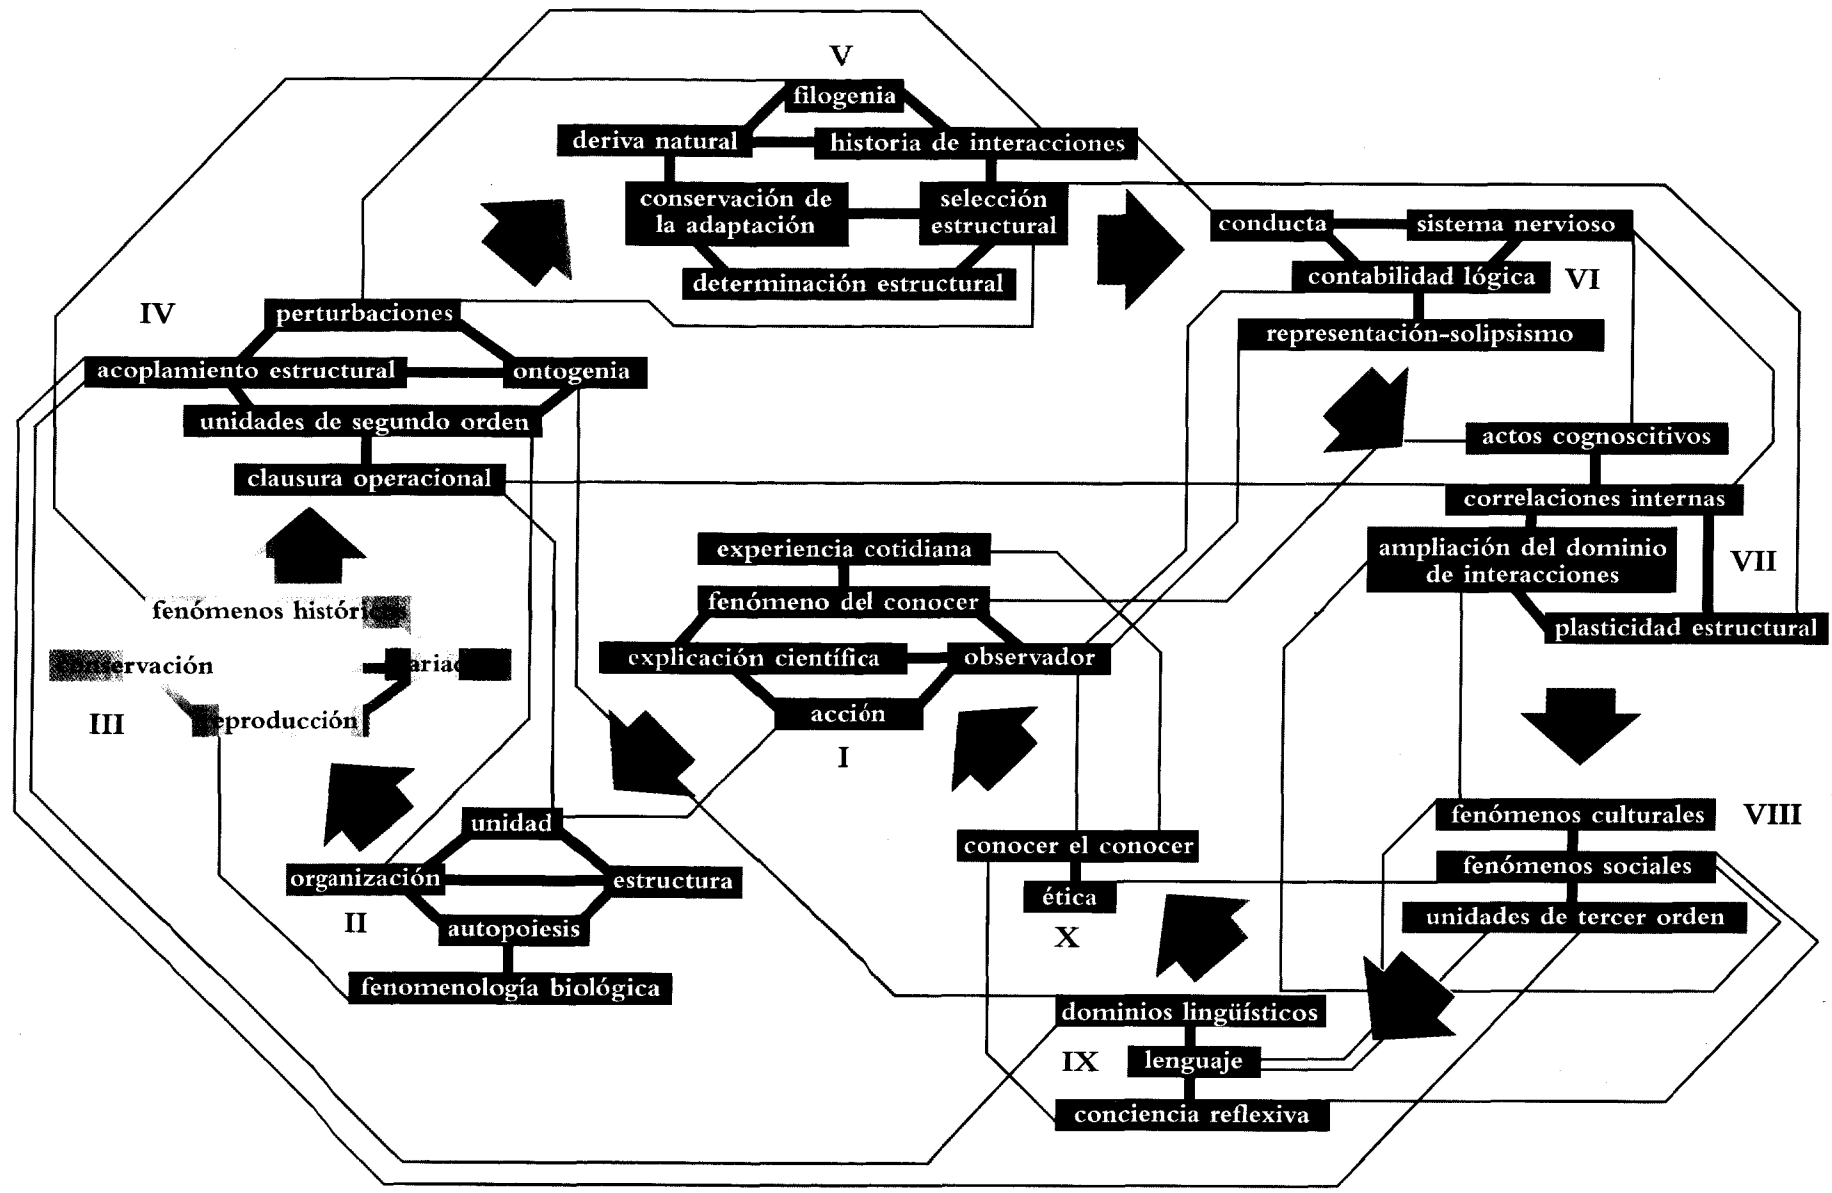 V
filogenia
deriva natural
historia de interacciones
conservación de
la adaptación
selección
estructural
determinación estructural
conducta
sistema nervioso
contabilidad lógica
VI
representación-solipsismo
IV
perturbaciones
acoplamiento estructural
ontogenia
unidades de segundo orden
clausura operacional
actos cognoscitivos
correlaciones internas
ampliación del dominio
de interacciones
VII
plasticidad estructural
experiencia cotidiana
fenómeno del conocer
explicación científica
observador
acción
I
fenómenos históricos
conservación
reproducción
III
unidad
organización
estructura
II
autopoiesis
fenomenología biológica
fenómenos culturales
VIII
fenómenos sociales
unidades de tercer orden
conocer el conocer
ética
X
dominios lingüísticos
IX
lenguaje
conciencia reflexiva